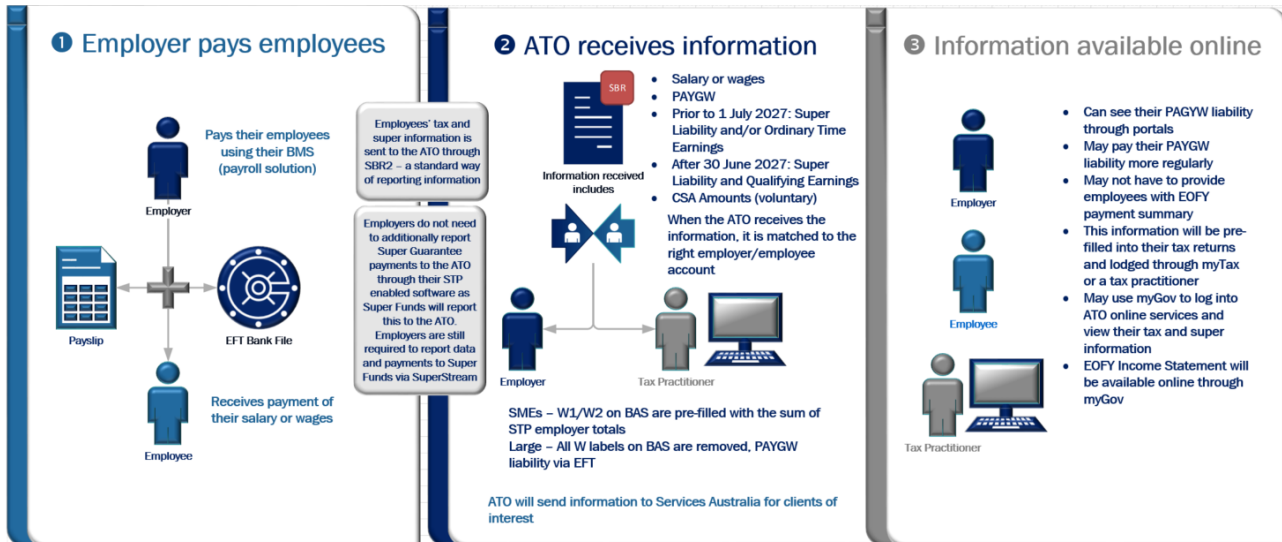 ❶ Employer pays employees
Pays their employees
using their BMS
(payroll solution)
Employer
Payslip
EFT Bank File
Receives payment of
their salary or wages
Employee
Employees' tax and
super information is
sent to the ATO through
SBR2 – a standard way
of reporting information
Employers do not need
to additionally report
Super Guarantee
payments to the ATO
through their STP
enabled software as
Super Funds will report
this to the ATO.
Employers are still
required to report data
and payments to Super
Funds via SuperStream
❷ ATO receives information
SBR
Information received
includes
• Salary or wages
• PAYGW
• Prior to 1 July 2027: Super
Liability and/or Ordinary Time
Earnings
• After 30 June 2027: Super
Liability and Qualifying Earnings
• CSA Amounts (voluntary)
When the ATO receives the
information, it is matched to the
right employer/employee
account
Employer
Tax Practitioner
SMEs – W1/W2 on BAS are pre-filled with the sum of
STP employer totals
Large – All W labels on BAS are removed, PAYGW
liability via EFT
ATO will send information to Services Australia for clients of
interest
❸ Information available online
Employer
Employee
Tax Practitioner
• Can see their PAGYW liability
through portals
• May pay their PAYGW
liability more regularly
• May not have to provide
employees with EOFY
payment summary
• This information will be pre-
filled into their tax returns
and lodged through myTax
or a tax practitioner
• May use myGov to log into
ATO online services and
view their tax and super
information
• EOFY Income Statement will
be available online through
myGov